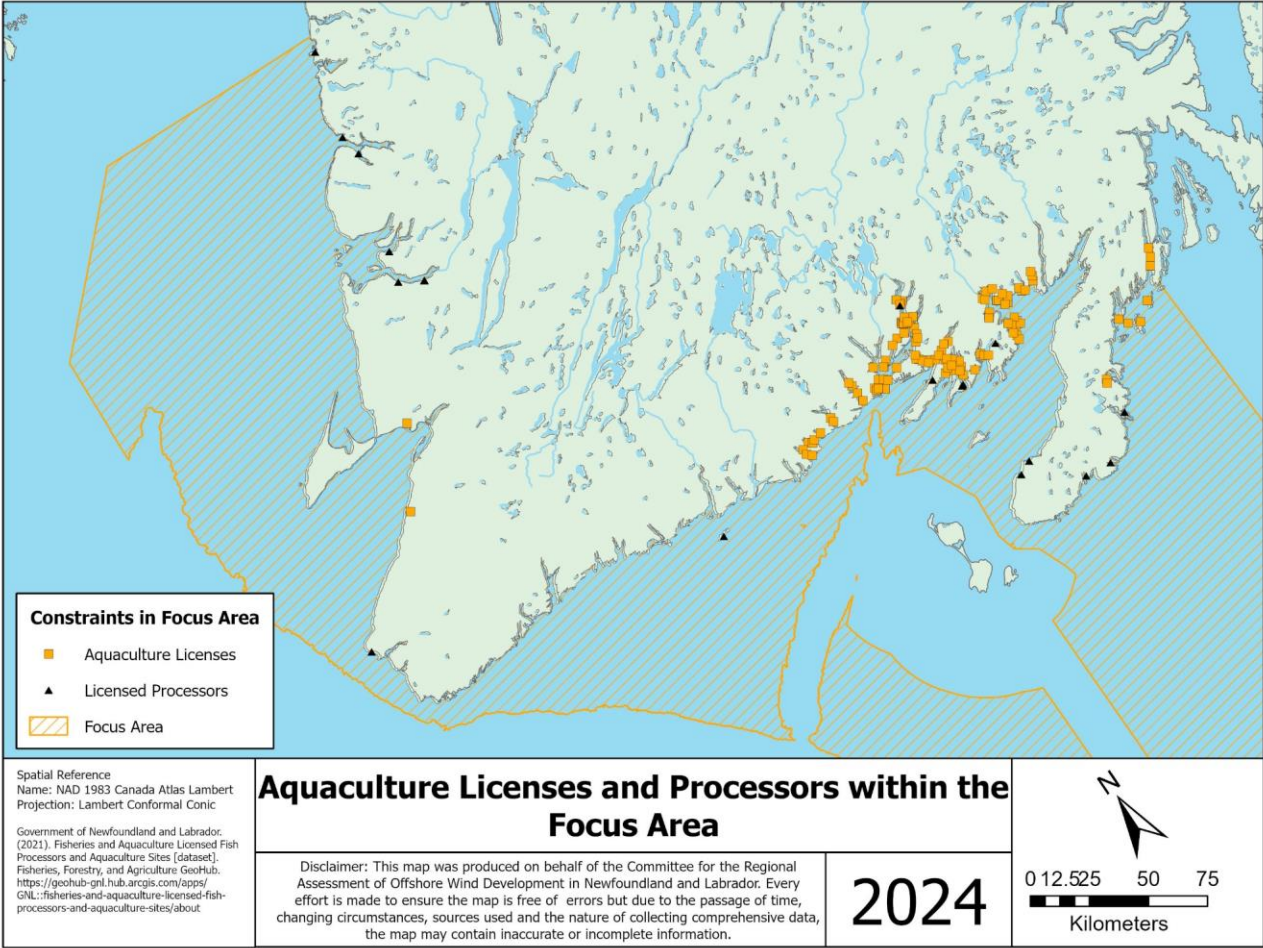 Constraints in Focus Area
Aquaculture Licenses
Licensed Processors
Focus Area
Spatial Reference
Name: NAD 1983 Canada Atlas Lambert
Projection: Lambert Conformal Conic
Government of Newfoundland and Labrador.
(2021). Fisheries and Aquaculture Licensed Fish
Processors and Aquaculture Sites [dataset].
Fisheries, Forestry, and Agriculture GeoHub.
https://geohub-gnl.hub.arcgis.com/apps/
GNL::fisheries-and-aquaculture-licensed-fish-
processors-and-aquaculture-sites/about
Aquaculture Licenses and Processors within the
Focus Area
Disclaimer: This map was produced on behalf of the Committee for the Regional
Assessment of Offshore Wind Development in Newfoundland and Labrador. Every
effort is made to ensure the map is free of errors but due to the passage of time,
changing circumstances, sources used and the nature of collecting comprehensive data,
the map may contain inaccurate or incomplete information.
2024
N
0 12.525 50 75
Kilometers